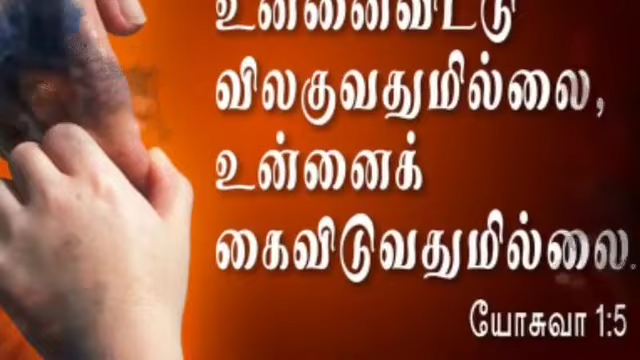 உன்னைவிட்டு
விலகுவதுமில்லை,
உன்னைக்
கைவிடுவதுமில்லை.
யோசுவா 1:5